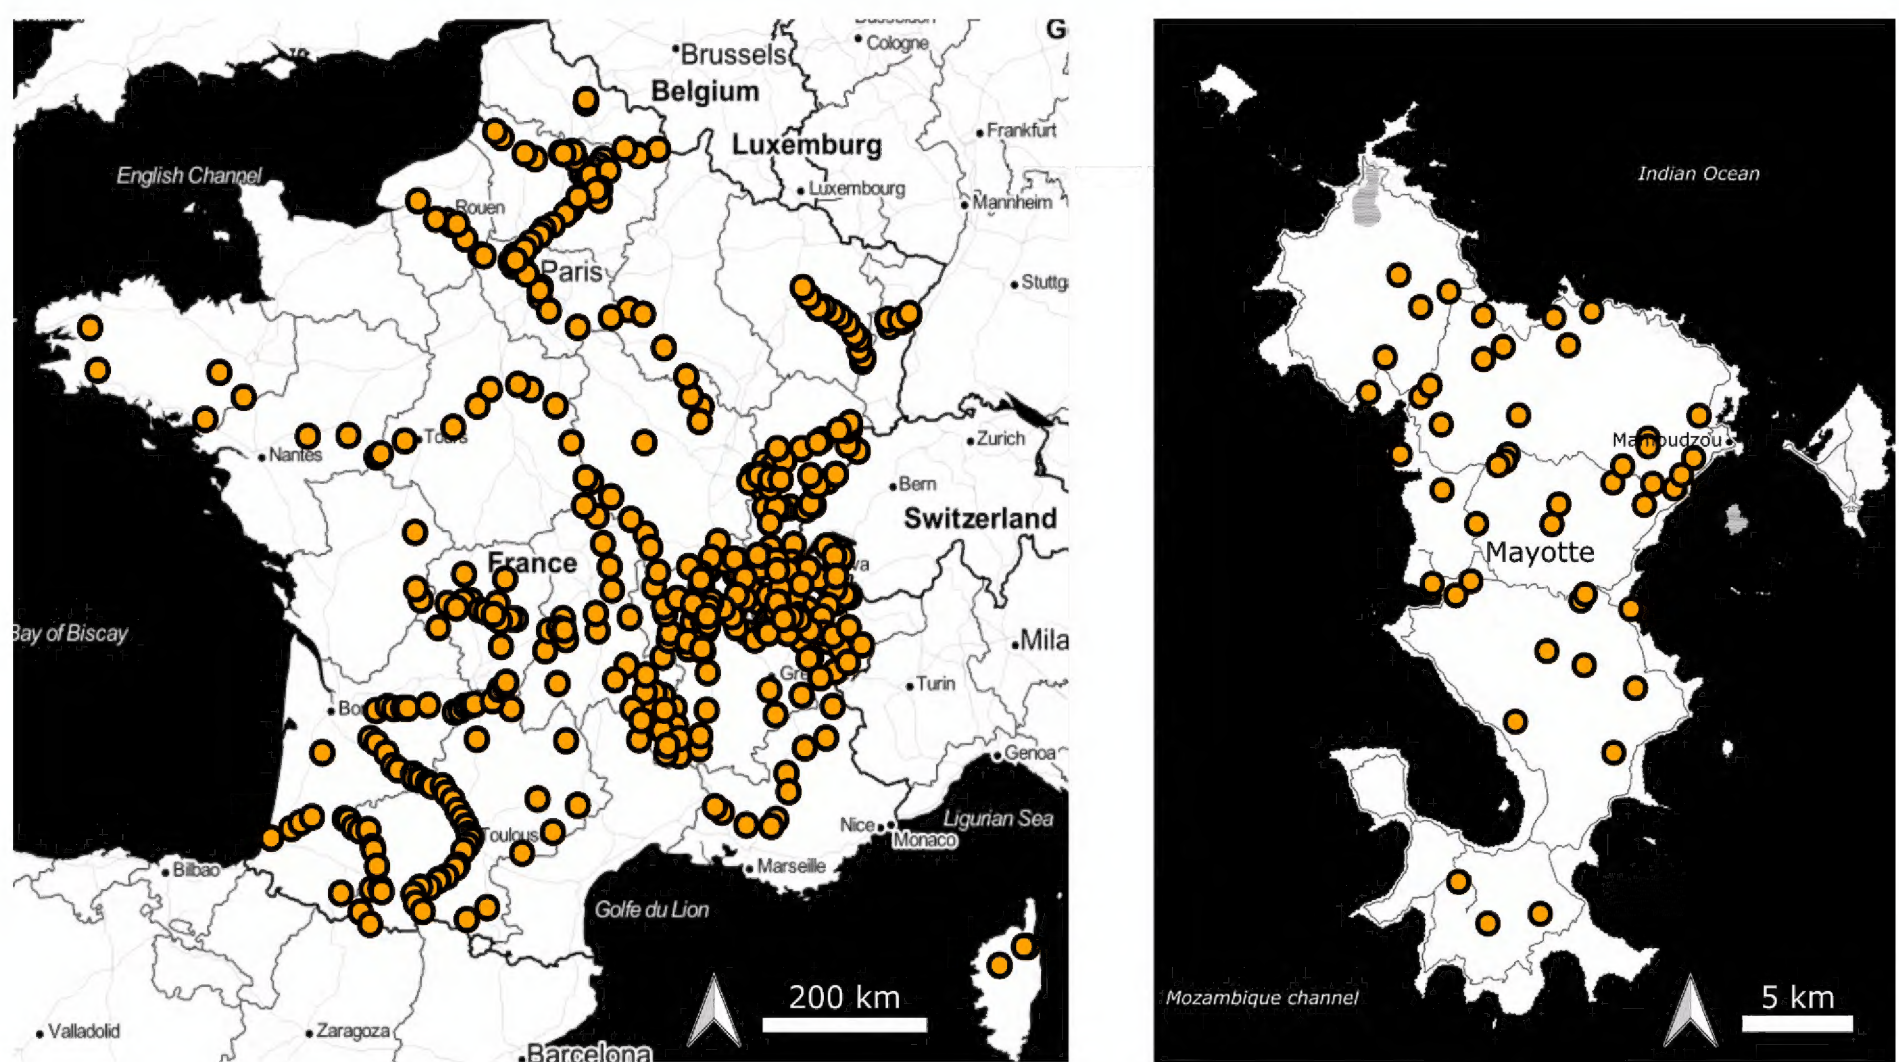 Brussels
Cologne
Belgium
Frankfurt
Luxemburg
English Channel
Luxembourg
Rouen
Mannheim
Paris
Stuttg
Tours
Zurich
Nantes
Bern
Switzerland
France
va
Bay of Biscay
Mila
Gre
Turin
Bor
Genoa
Toulous
Nice
Monaco
Ligurian Sea
Marseille
Bilbao
Golfe du Lion
200 km
Valladolid
Zaragoza
Barcelona
Indian Ocean
Mamoudzou
Mayotte
Mozambique channel
5 km